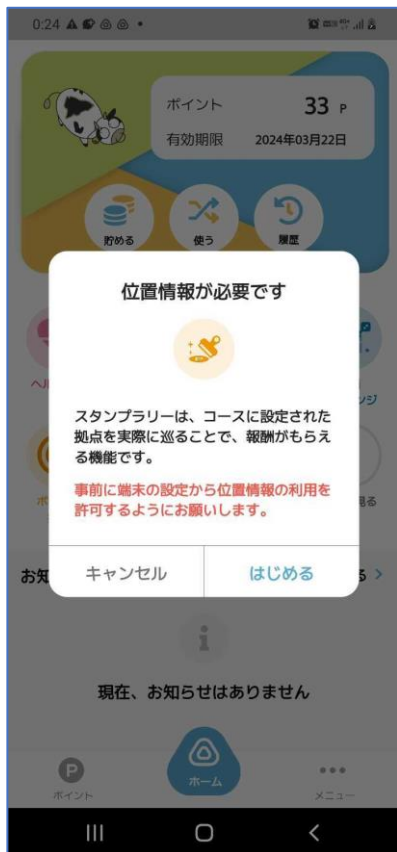 0:24
ポイント 33 P
有効期限 2024年03月22日
貯める 使う 履歴
位置情報が必要です
スタンプラリーは、コースに設定された
拠点を実際に巡ることで、報酬がもらえ
る機能です。
事前に端末の設定から位置情報の利用を
許可するようにお願いします。
キャンセル はじめる
お知
現在、お知らせはありません
P
ポイント
ホーム
メニュー